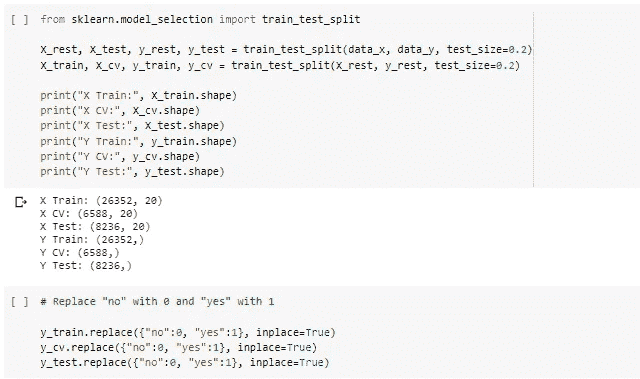 [ ] from sklearn.model_selection import train_test_split
X_rest, X_test, y_rest, y_test = train_test_split(data_x, data_y, test_size=0.2)
X_train, X_cv, y_train, y_cv = train_test_split(X_rest, y_rest, test_size=0.2)
print("X Train:", X_train.shape)
print("X CV:", X_cv.shape)
print("X Test:", X_test.shape)
print("Y Train:", y_train.shape)
print("Y CV:", y_cv.shape)
print("Y Test:", y_test.shape)
X Train: (26352, 20)
X CV: (6588, 20)
X Test: (8236, 20)
Y Train: (26352,)
Y CV: (6588,)
Y Test: (8236,)
[ ] # Replace "no" with 0 and "yes" with 1
y_train.replace({"no":0, "yes":1}, inplace=True)
y_cv.replace({"no":0, "yes":1}, inplace=True)
y_test.replace({"no":0, "yes":1}, inplace=True)